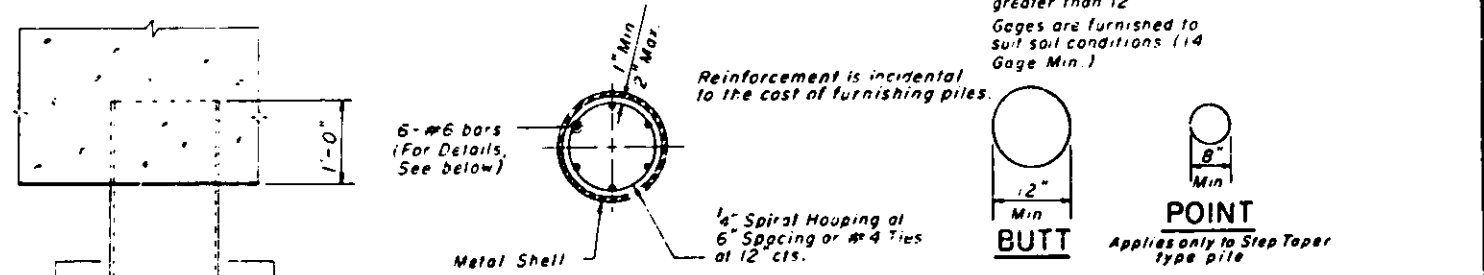 greater than 12"
Gages are furnished to
suit soil conditions (14
Gage Min.)
1" Min
2" Max.
Reinforcement is incidental
to the cost of furnishing piles.
6-#6 bars
(For Details,
See below)
1'-0"
12"
Min
BUTT
8"
Min
POINT
Applies only to Step Taper
type pile
1/4" Spiral Hooping at
6" Spacing or #4 Ties
at 12" cts.
Metal Shell